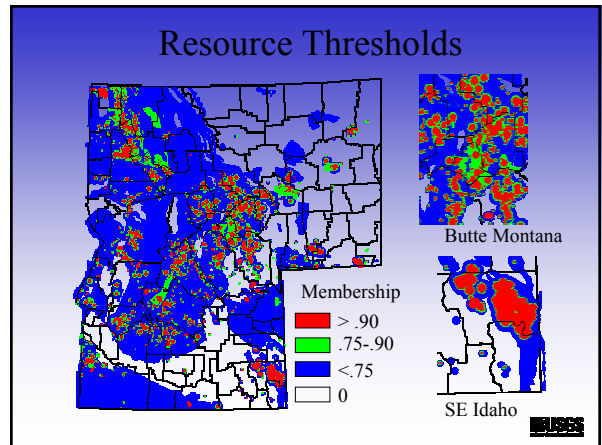 Resource Thresholds
Butte Montana
Membership
> .90
.75-.90
<.75
0
SE Idaho
USGS